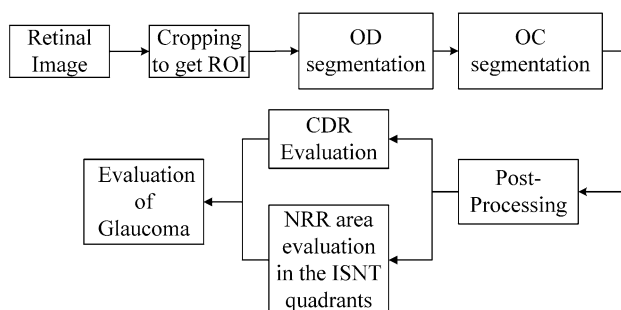 Retinal
Image
Cropping
to get ROI
OD
segmentation
OC
segmentation
CDR
Evaluation
Evaluation
of
Glaucoma
Post-
Processing
NRR area
evaluation
in the ISNT
quadrants